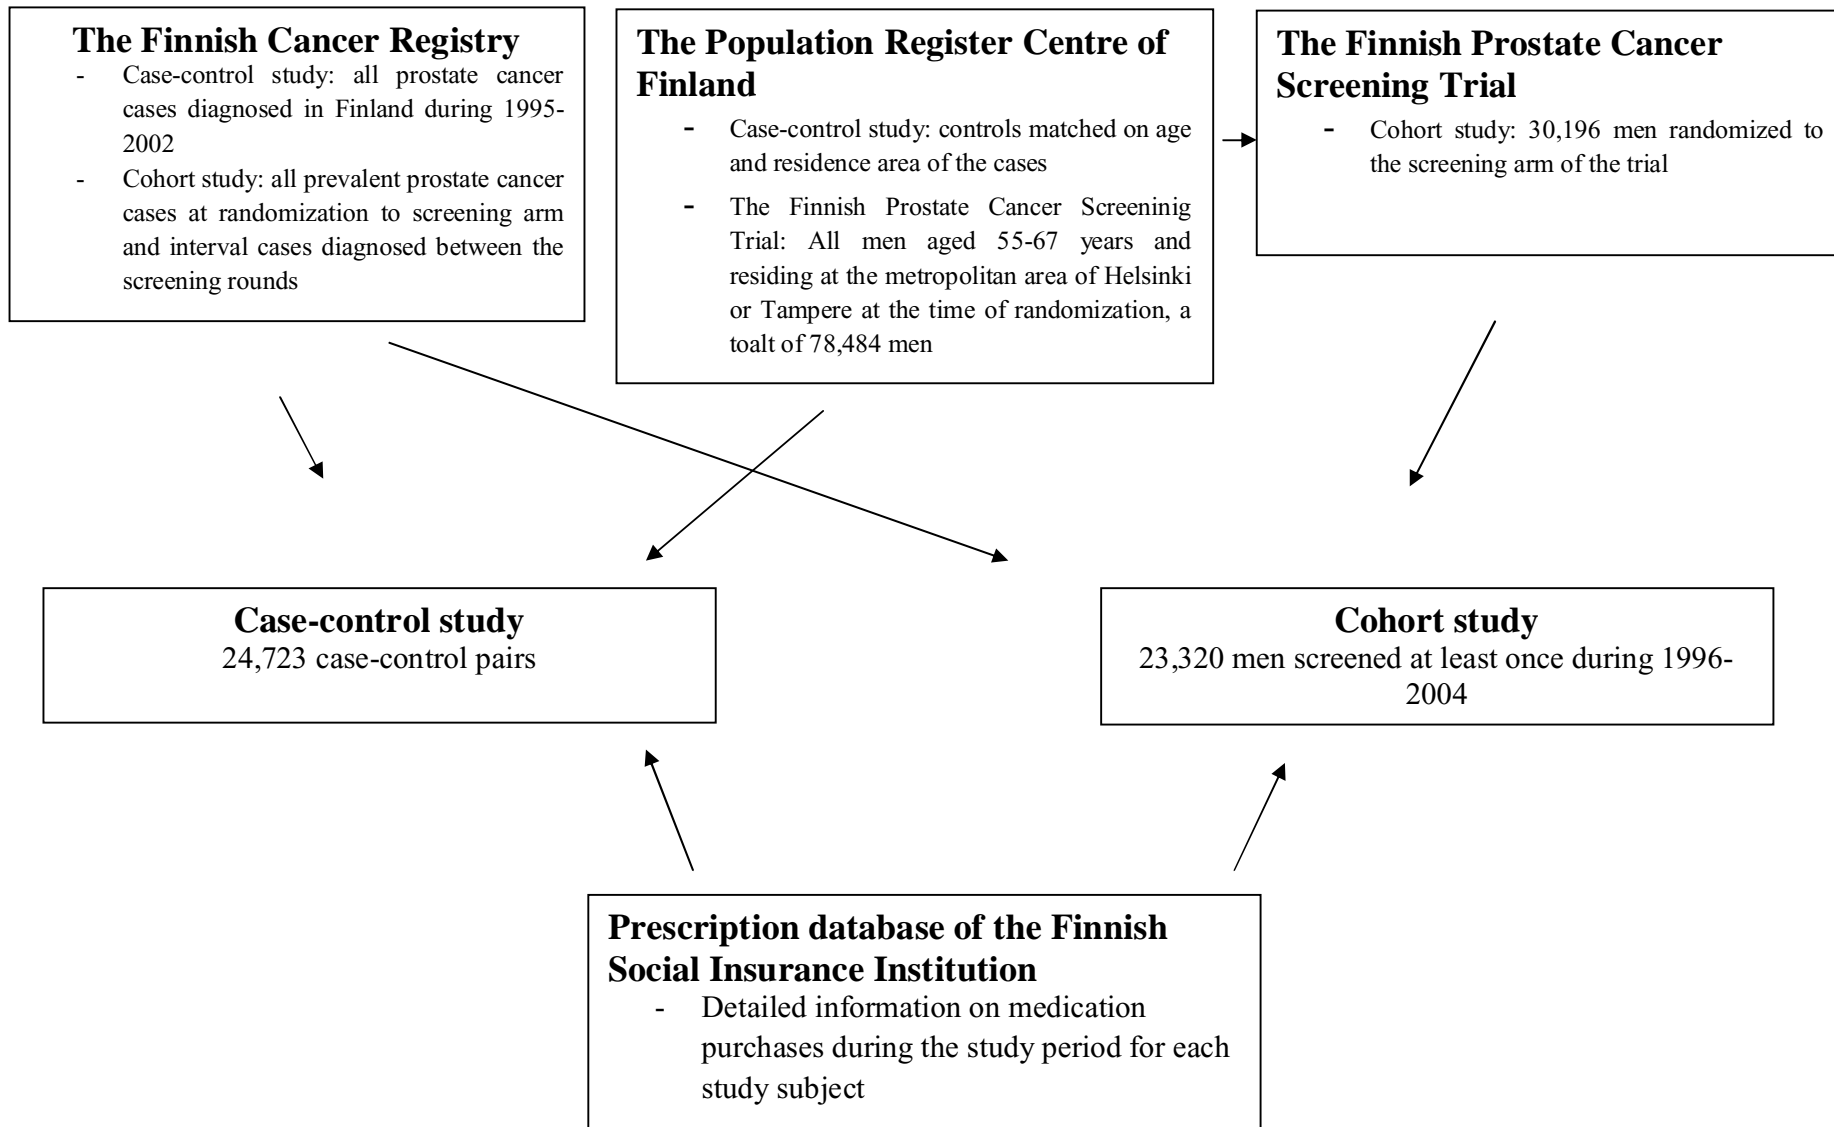 The Finnish Cancer Registry
- Case-control study: all prostate cancer
cases diagnosed in Finland during 1995-
2002
- Cohort study: all prevalent prostate cancer
cases at randomization to screening arm
and interval cases diagnosed between the
screening rounds
The Population Register Centre of
Finland
- Case-control study: controls matched on age
and residence area of the cases
- The Finnish Prostate Cancer Screeninig
Trial: All men aged 55-67 years and
residing at the metropolitan area of Helsinki
or Tampere at the time of randomization, a
toalt of 78,484 men
The Finnish Prostate Cancer
Screening Trial
- Cohort study: 30,196 men randomized to
the screening arm of the trial
Case-control study
24,723 case-control pairs
Cohort study
23,320 men screened at least once during 1996-
2004
Prescription database of the Finnish
Social Insurance Institution
- Detailed information on medication
purchases during the study period for each
study subject